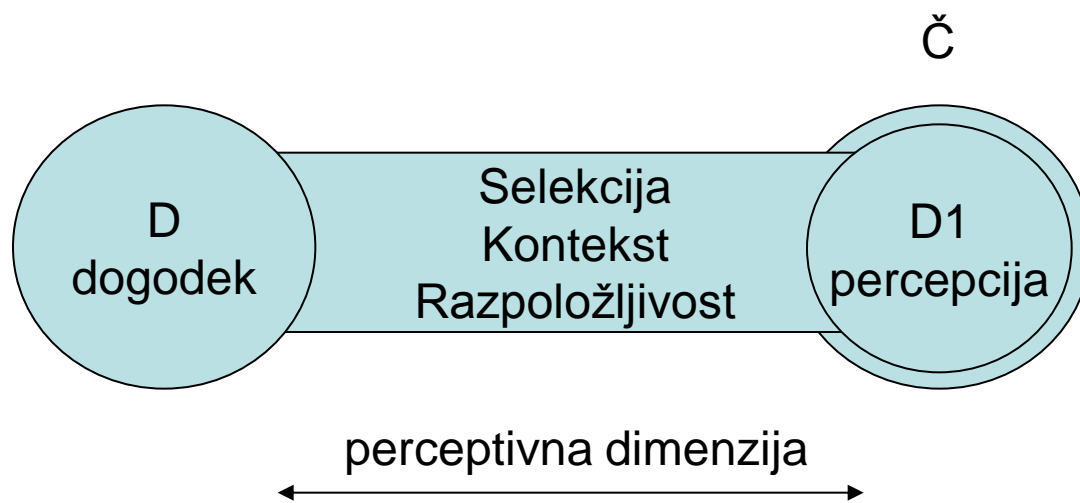 Č
D
dogodek
Selekcija
Kontekst
Razpoložljivost
D1
percepcija
perceptivna dimenzija